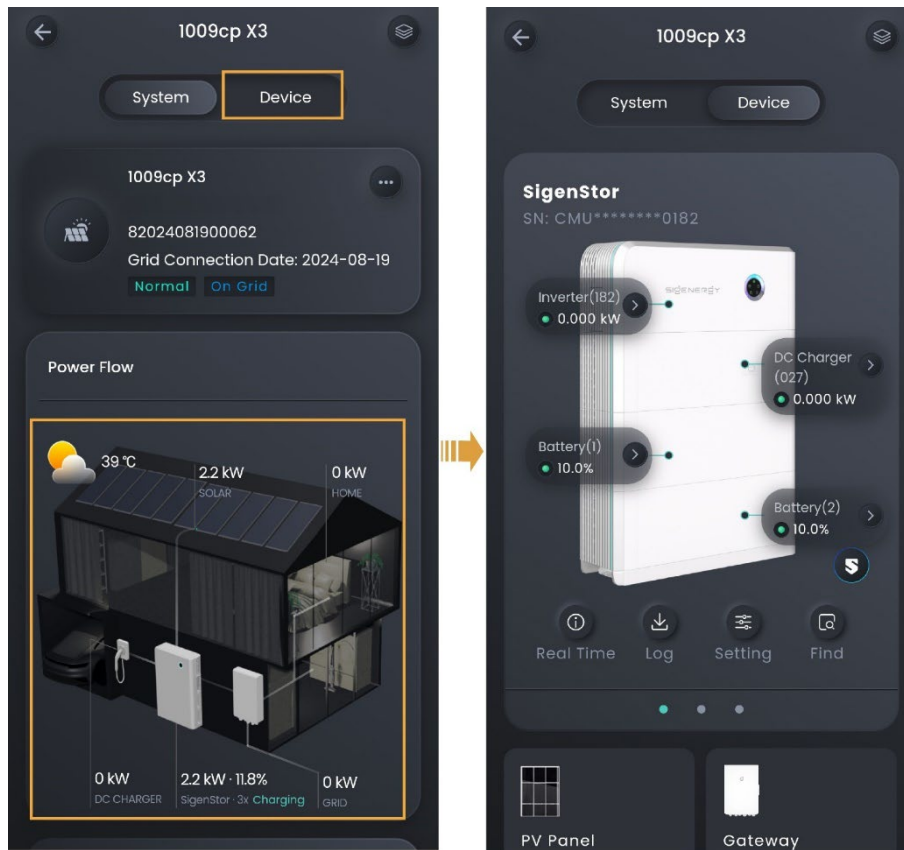 1009cp X3
System
Device
1009cp X3
82024081900062
Grid Connection Date: 2024-08-19
Normal
On Grid
Power Flow
39 ℃
2.2 kW
SOLAR
0 kW
HOME
0 kW
DC CHARGER
2.2 kW · 11.8%
SigenStor · 3x Charging
0 kW
GRID
1009cp X3
System
Device
SigenStor
SN: CMU********0182
SIGENERGY
Inverter(182)
0.000 kW
DC Charger
(027)
0.000 kW
Battery(1)
10.0%
Battery(2)
10.0%
S
Real Time
Log
Setting
Find
PV Panel
Gateway